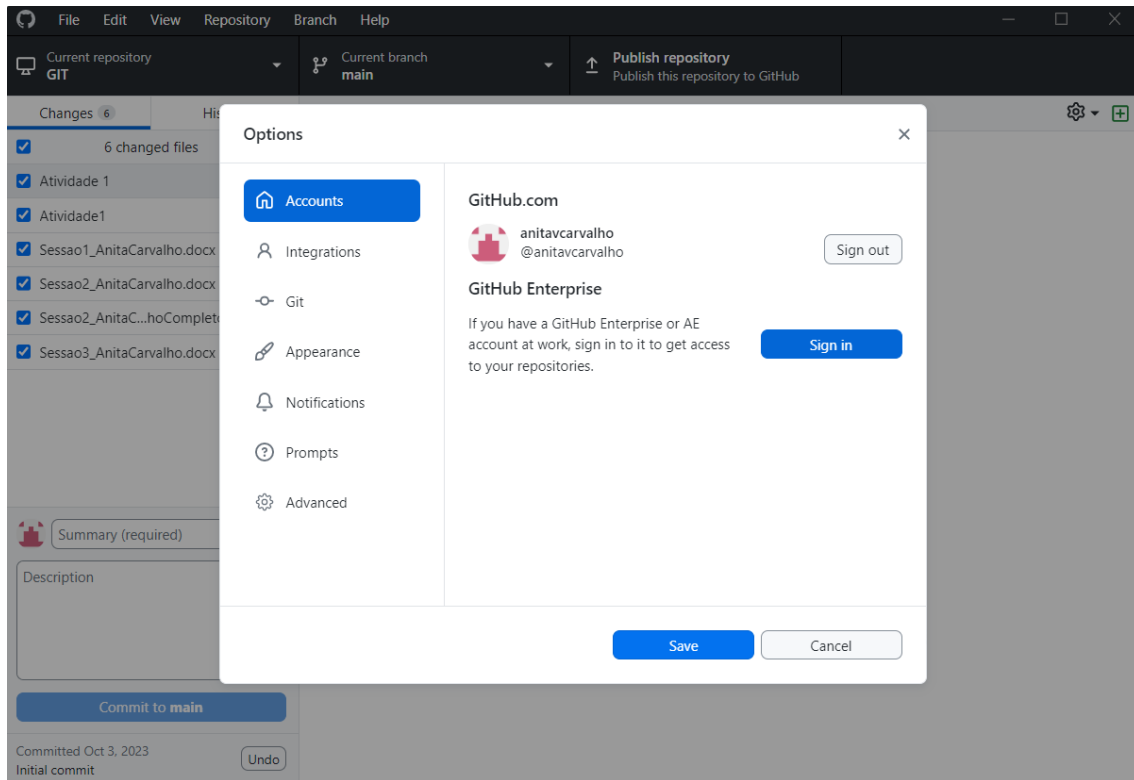 File Edit View Repository Branch Help
Current repository
GIT
Current branch
main
Publish repository
Publish this repository to GitHub
Changes 6
His
6 changed files
Atividade 1
Atividade1
Sessao1_AnitaCarvalho.docx
Sessao2_AnitaCarvalho.docx
Sessao2_AnitaC...hoComplet
Sessao3_AnitaCarvalho.docx
Summary (required)
Description
Commit to main
Committed Oct 3, 2023
Initial commit
Undo
Options
Accounts
Integrations
Git
Appearance
Notifications
Prompts
Advanced
GitHub.com
anitavcarvalho
@anitavcarvalho
Sign out
GitHub Enterprise
If you have a GitHub Enterprise or AE
account at work, sign in to it to get access
to your repositories.
Sign in
Save
Cancel